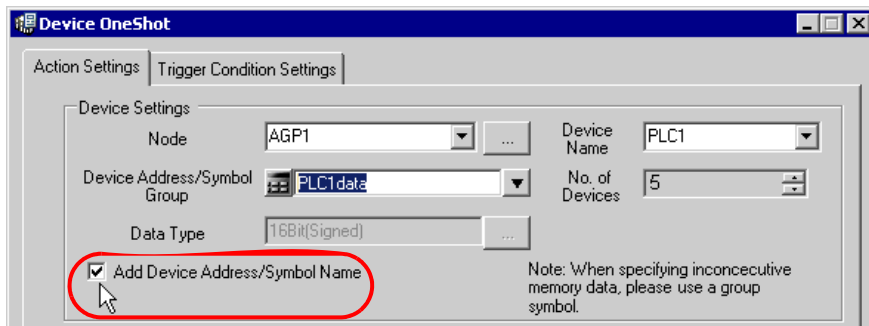 Device OneShot
Action Settings
Trigger Condition Settings
Device Settings
Node
AGP1
...
Device
Name
PLC1
Device Address/Symbol
Group
PLC1data
No. of
Devices
5
Data Type
16Bit(Signed)
...
Add Device Address/Symbol Name
Note: When specifying inconcecutive
memory data, please use a group
symbol.